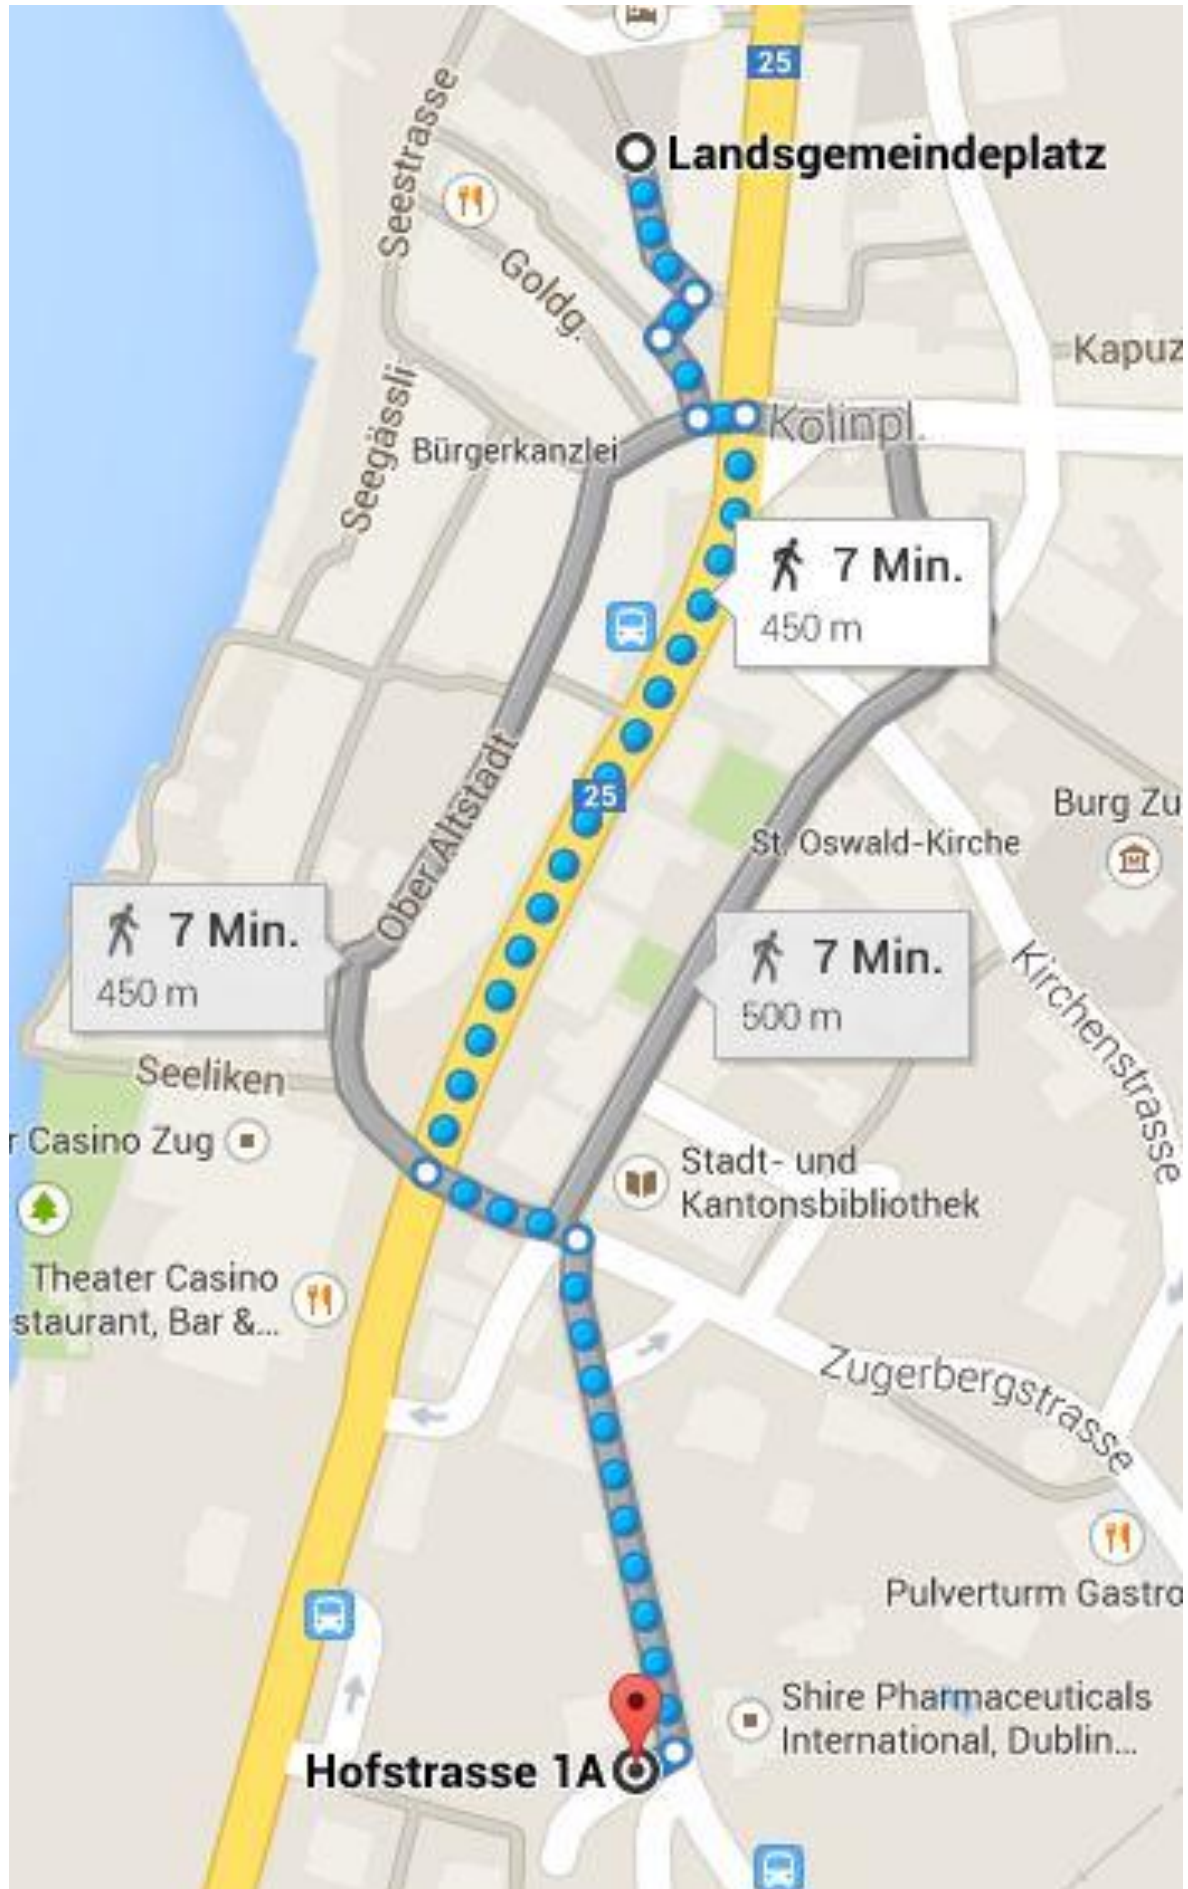 25
Landsgemeindeplatz
Seestrasse
Goldg.
Kapuz
Kolinpl.
Bürgerkanzlei
Seegässli
7 Min.
450 m
25
Ober Altstadt
Burg Zu
St. Oswald-Kirche
7 Min.
450 m
7 Min.
500 m
Kirchenstrasse
Seeliken
r Casino Zug
Stadt- und
Kantonsbibliothek
Theater Casino
staurant, Bar &...
Zugerbergstrasse
Pulverturm Gastro
Shire Pharmaceuticals
International, Dublin...
Hofstrasse 1A